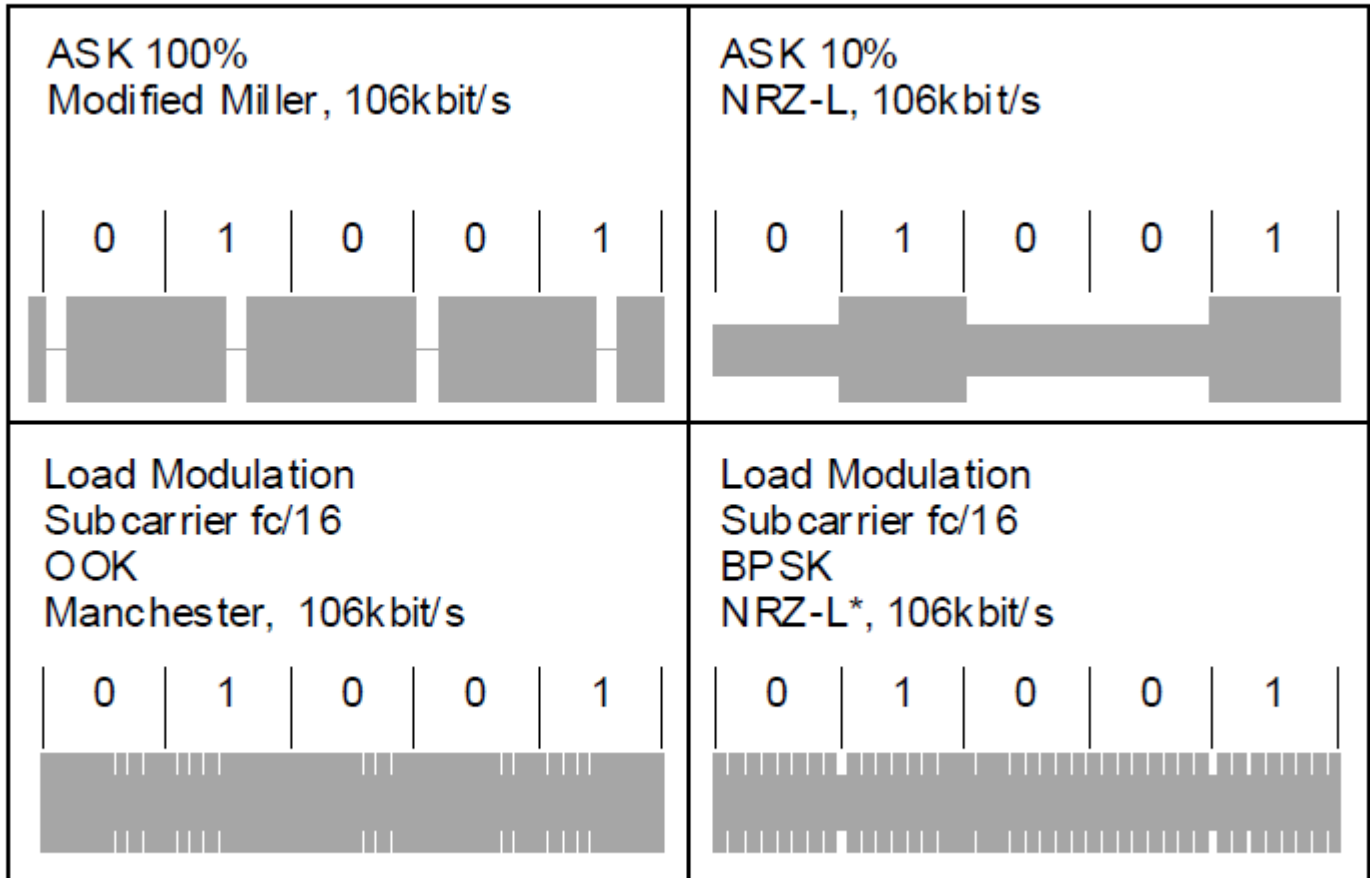 ASK 100%
Modified Miller, 106kbit/s
0 1 0 0 1
ASK 10%
NRZ-L, 106kbit/s
0 1 0 0 1
Load Modulation
Subcarrier fc/16
OOK
Manchester, 106kbit/s
0 1 0 0 1
Load Modulation
Subcarrier fc/16
BPSK
NRZ-L*, 106kbit/s
0 1 0 0 1